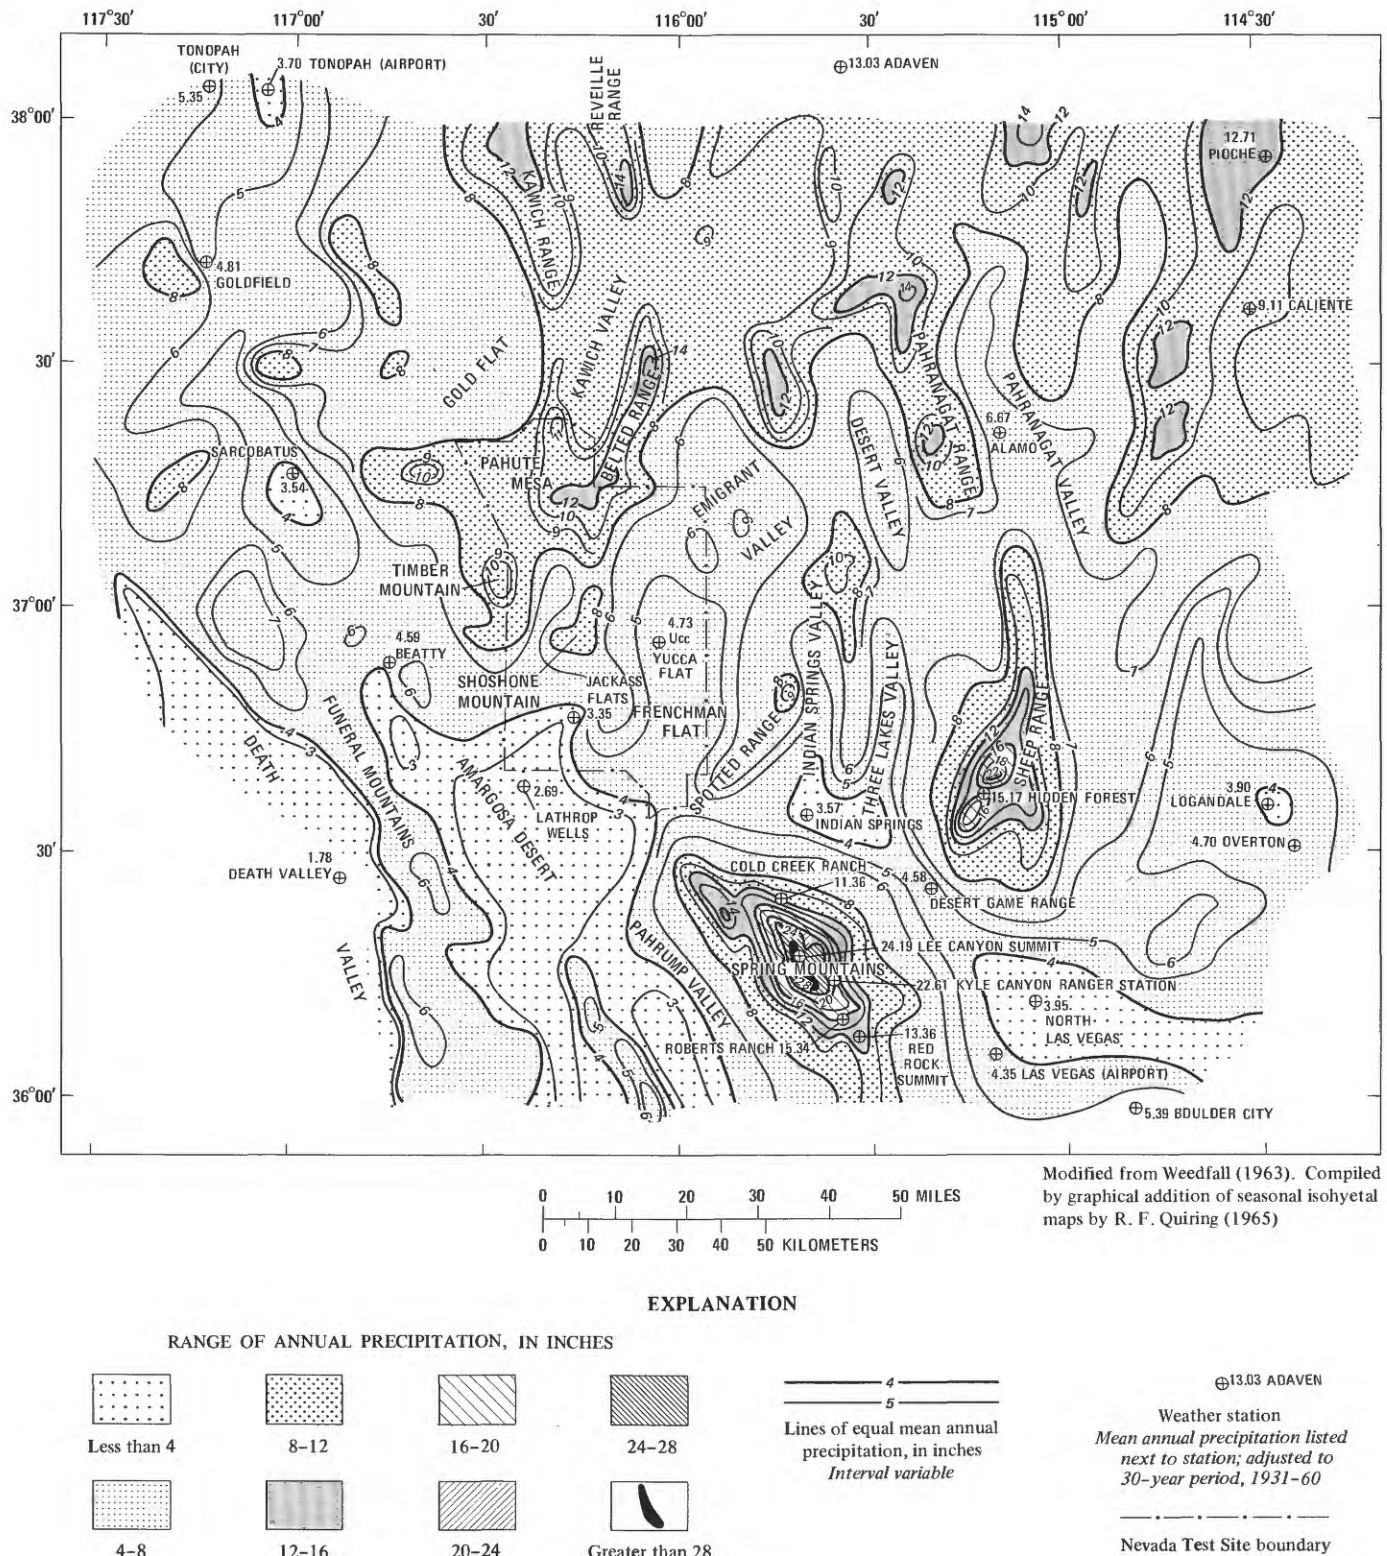 117°30′ 117°00′ 30′ 116°00′ 30′ 115°00′ 114°30′
TONOPAH
(CITY)
5.35
3.70 TONOPAH (AIRPORT)
REVEILLE
RANGE
13.03 ADAVEN
38°00′
12.71
PIOCHE
KAWICH RANGE
4.81
GOLDFIELD
KAWICH VALLEY
9.11 CALIENTE
30′
GOLD FLAT
BELTED RANGE
PAHRANAGAT RANGE
PAHRANAGAT VALLEY
DESERT VALLEY
6.67
ALAMO
SARCOBATUS
3.54
PAHUTE
MESA
EMIGRANT
VALLEY
TIMBER
MOUNTAIN
37°00′
4.59
BEATTY
4.73
Ucc
YUCCA
FLAT
SHOSHONE
MOUNTAIN
JACKASS
FLATS
3.35
FRENCHMAN
FLAT
INDIAN SPRINGS VALLEY
THREE LAKES VALLEY
SPOTTED RANGE
SHEEP RANGE
FUNERAL MOUNTAINS
DEATH
AMARGOSA DESERT
2.69
LATHROP
WELLS
15.17 HIDDEN FOREST
3.57
INDIAN SPRINGS
3.90
LOGANDALE
4.70 OVERTON
30′
1.78
DEATH VALLEY
COLD CREEK RANCH
11.36
4.58
DESERT GAME RANGE
VALLEY
PAHRUMP VALLEY
24.19 LEE CANYON SUMMIT
SPRING MOUNTAINS
22.61 KYLE CANYON RANGER STATION
3.95
NORTH
LAS VEGAS
ROBERTS RANCH 15.34
13.36
RED
ROCK
SUMMIT
4.35 LAS VEGAS (AIRPORT)
36°00′
5.39 BOULDER CITY
Modified from Weedfall (1963). Compiled
by graphical addition of seasonal isohyetal
maps by R. F. Quiring (1965)
0 10 20 30 40 50 MILES
0 10 20 30 40 50 KILOMETERS
EXPLANATION
RANGE OF ANNUAL PRECIPITATION, IN INCHES
Less than 4
8–12
16–20
24–28
4–8
12–16
20–24
Greater than 28
4
5
Lines of equal mean annual
precipitation, in inches
Interval variable
13.03 ADAVEN
Weather station
Mean annual precipitation listed
next to station; adjusted to
30-year period, 1931–60
Nevada Test Site boundary